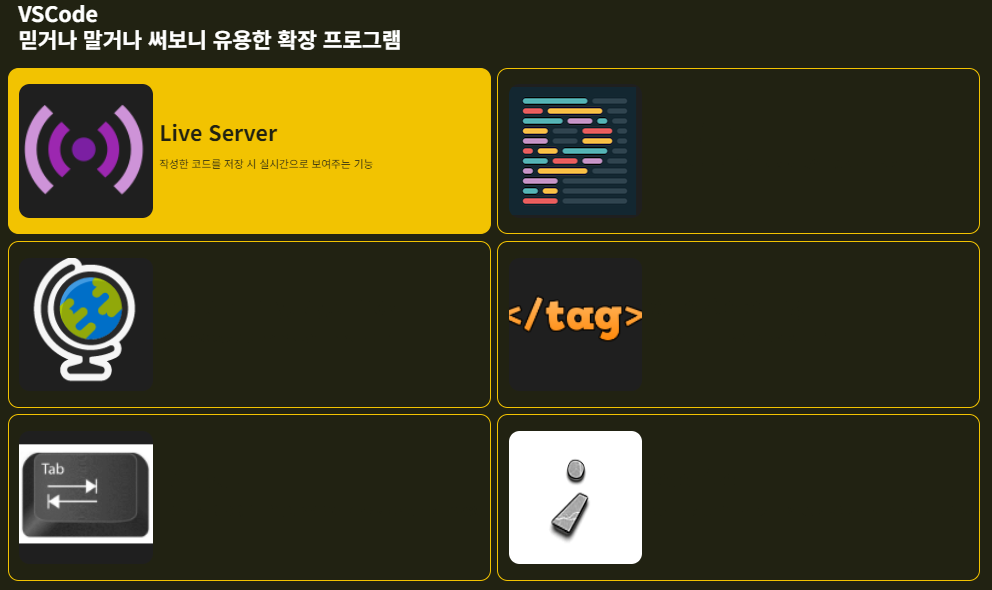 VSCode
믿거나 말거나 써보니 유용한 확장 프로그램
Live Server
작성한 코드를 저장 시 실시간으로 보여주는 기능
</tag>
Tab